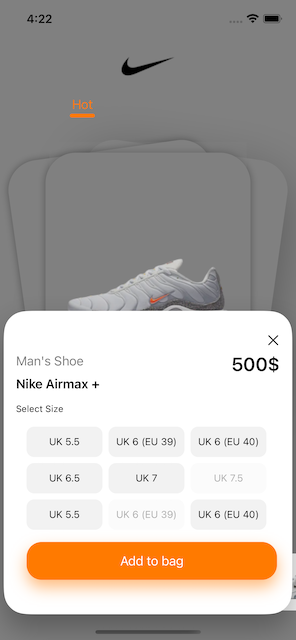 4:22
Hot
Man's Shoe
500$
Nike Airmax +
Select Size
UK 5.5
UK 6 (EU 39)
UK 6 (EU 40)
UK 6.5
UK 7
UK 7.5
UK 5.5
UK 6 (EU 39)
UK 6 (EU 40)
Add to bag